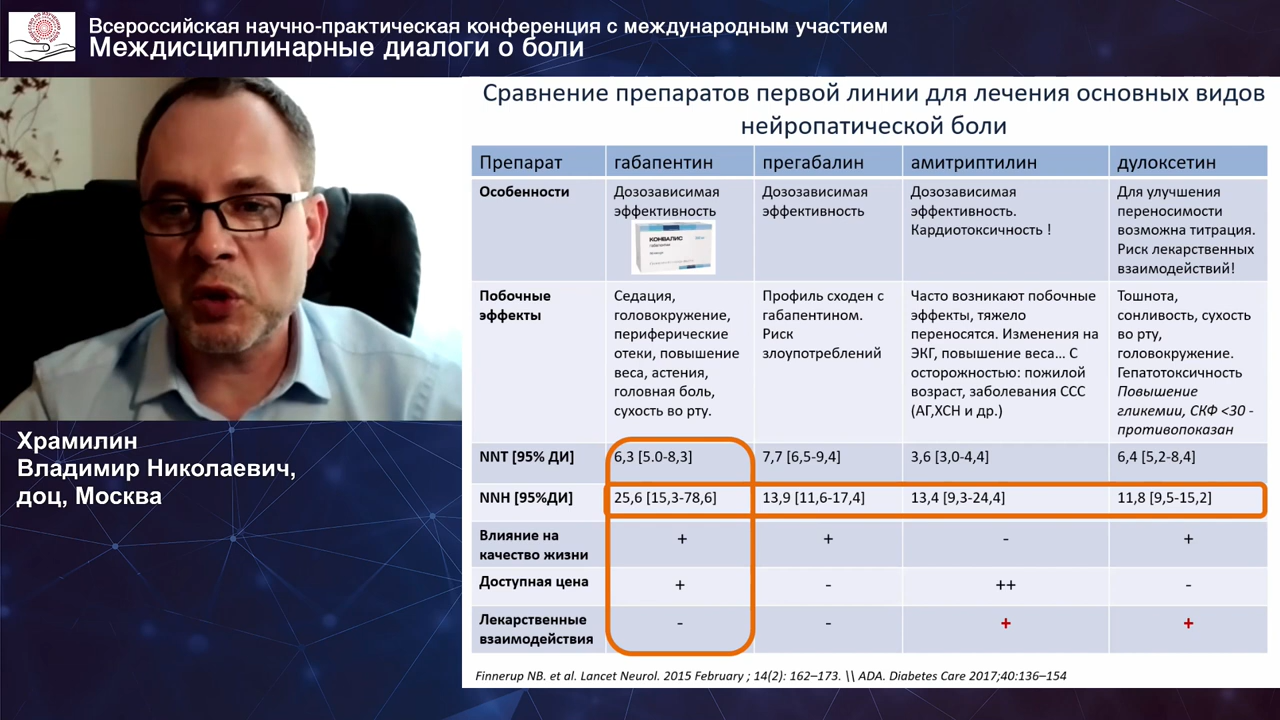 Всероссийская научно-практическая конференция с международным участием
Междисциплинарные диалоги о боли
Храмилин
Владимир Николаевич,
доц, Москва
Сравнение препаратов первой линии для лечения основных видов
нейропатической боли
Препарат
габапентин
прегабалин
амитриптилин
дулоксетин
Особенности
Дозозависимая
эффективность
КОНВАЛИС
Дозозависимая
эффективность
Дозозависимая
эффективность.
Кардиотоксичность !
Для улучшения
переносимости
возможна титрация.
Риск лекарственных
взаимодействий!
Побочные
эффекты
Седация,
головокружение,
периферические
отеки, повышение
веса, астения,
головная боль,
сухость во рту.
Профиль сходен с
габапентином.
Риск
злоупотреблений
Часто возникают побочные
эффекты, тяжело
переносятся. Изменения на
ЭКГ, повышение веса... С
осторожностью: пожилой
возраст, заболевания ССС
(АГ,ХСН и др.)
Тошнота,
сонливость, сухость
во рту,
головокружение.
Гепатотоксичность
Повышение
гликемии, СКФ <30 -
противопоказан
NNT [95% ДИ]
6,3 [5.0-8,3]
7,7 [6,5-9,4]
3,6 [3,0-4,4]
6,4 [5,2-8,4]
NNH [95%ДИ]
25,6 [15,3-78,6]
13,9 [11,6-17,4]
13,4 [9,3-24,4]
11,8 [9,5-15,2]
Влияние на
качество жизни
+
+
-
+
Доступная цена
+
-
++
-
Лекарственные
взаимодействия
-
-
+
+
Finnerup NB. et al. Lancet Neurol. 2015 February ; 14(2): 162–173. \\ ADA. Diabetes Care 2017;40:136–154